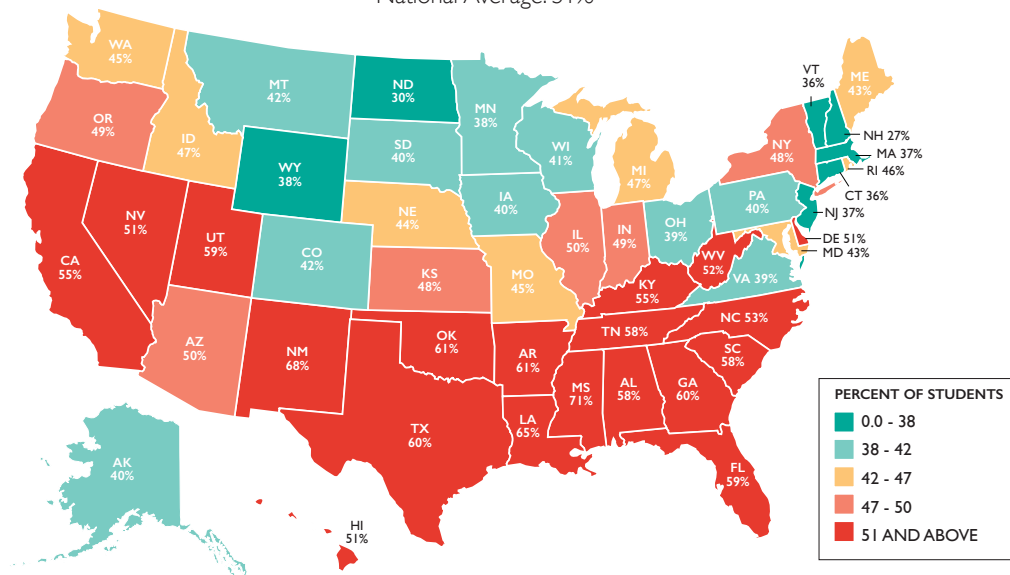 National Average: 51%
WA
45%
MT
42%
ND
30%
MN
38%
VT
36%
ME
43%
OR
49%
ID
47%
SD
40%
WI
41%
MI
47%
NY
48%
NH 27%
MA 37%
RI 46%
CT 36%
WY
38%
NE
44%
IA
40%
PA
40%
NJ 37%
NV
51%
UT
59%
CO
42%
IL
50%
IN
49%
OH
39%
DE 51%
MD 43%
CA
55%
KS
48%
MO
45%
WV
52%
VA 39%
KY
55%
AZ
50%
NM
68%
OK
61%
AR
61%
TN 58%
NC 53%
SC
58%
MS
71%
AL
58%
GA
60%
TX
60%
LA
65%
FL
59%
AK
40%
HI
51%
PERCENT OF STUDENTS
0.0 - 38
38 - 42
42 - 47
47 - 50
51 AND ABOVE